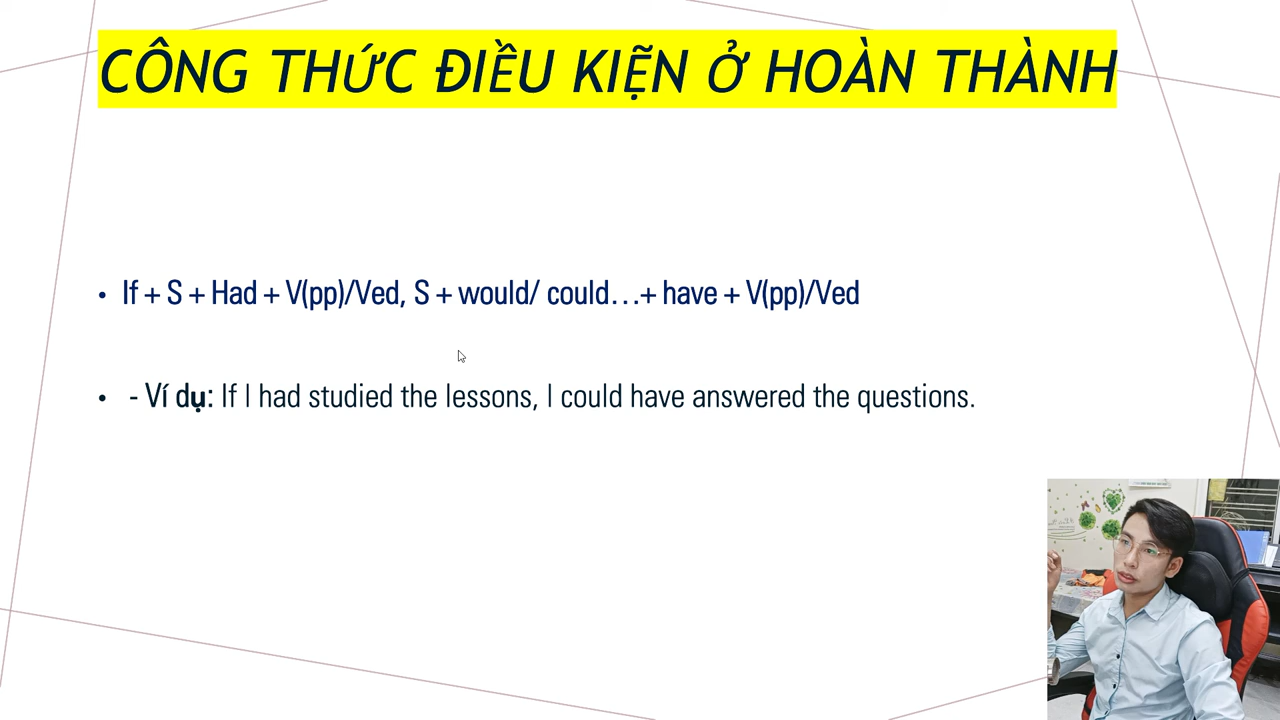 CÔNG THỨC ĐIỀU KIỆN Ở HOÀN THÀNH
• If + S + Had + V(pp)/Ved, S + would/ could…+ have + V(pp)/Ved
• - Ví dụ: If I had studied the lessons, I could have answered the questions.